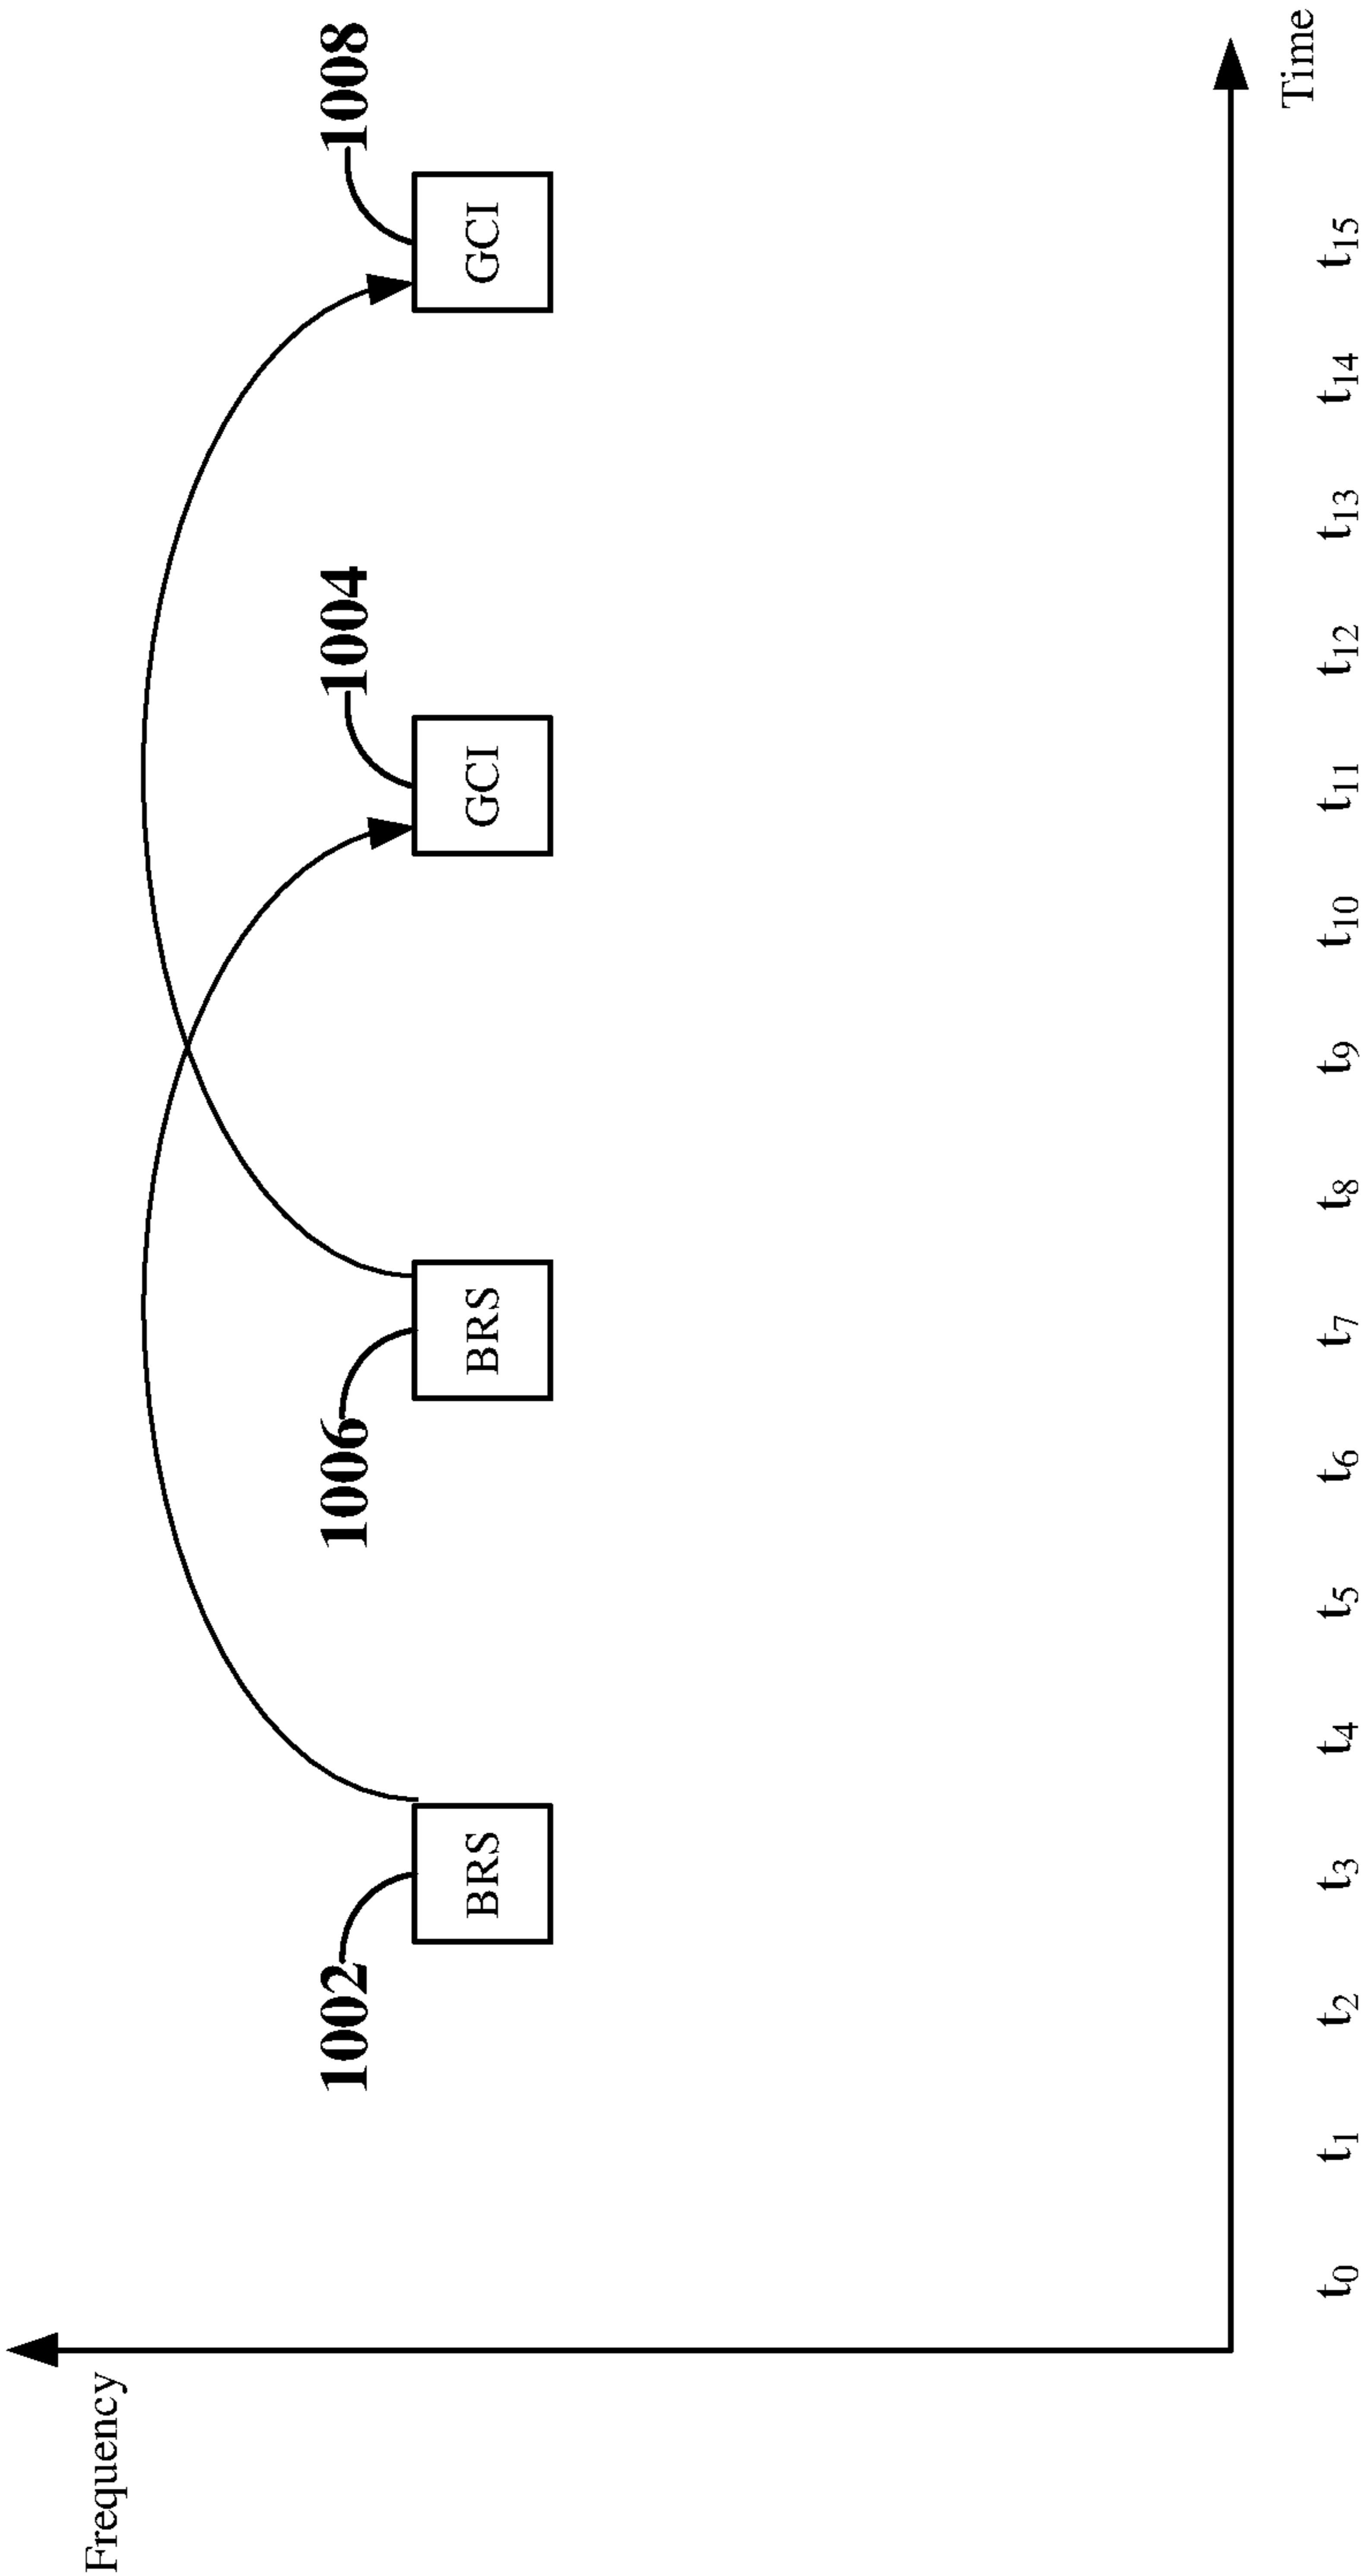 Frequency
1002
1006
1004
1008
BRS
BRS
GCI
GCI
Time
t0 t1 t2 t3 t4 t5 t6 t7 t8 t9 t10 t11 t12 t13 t14 t15